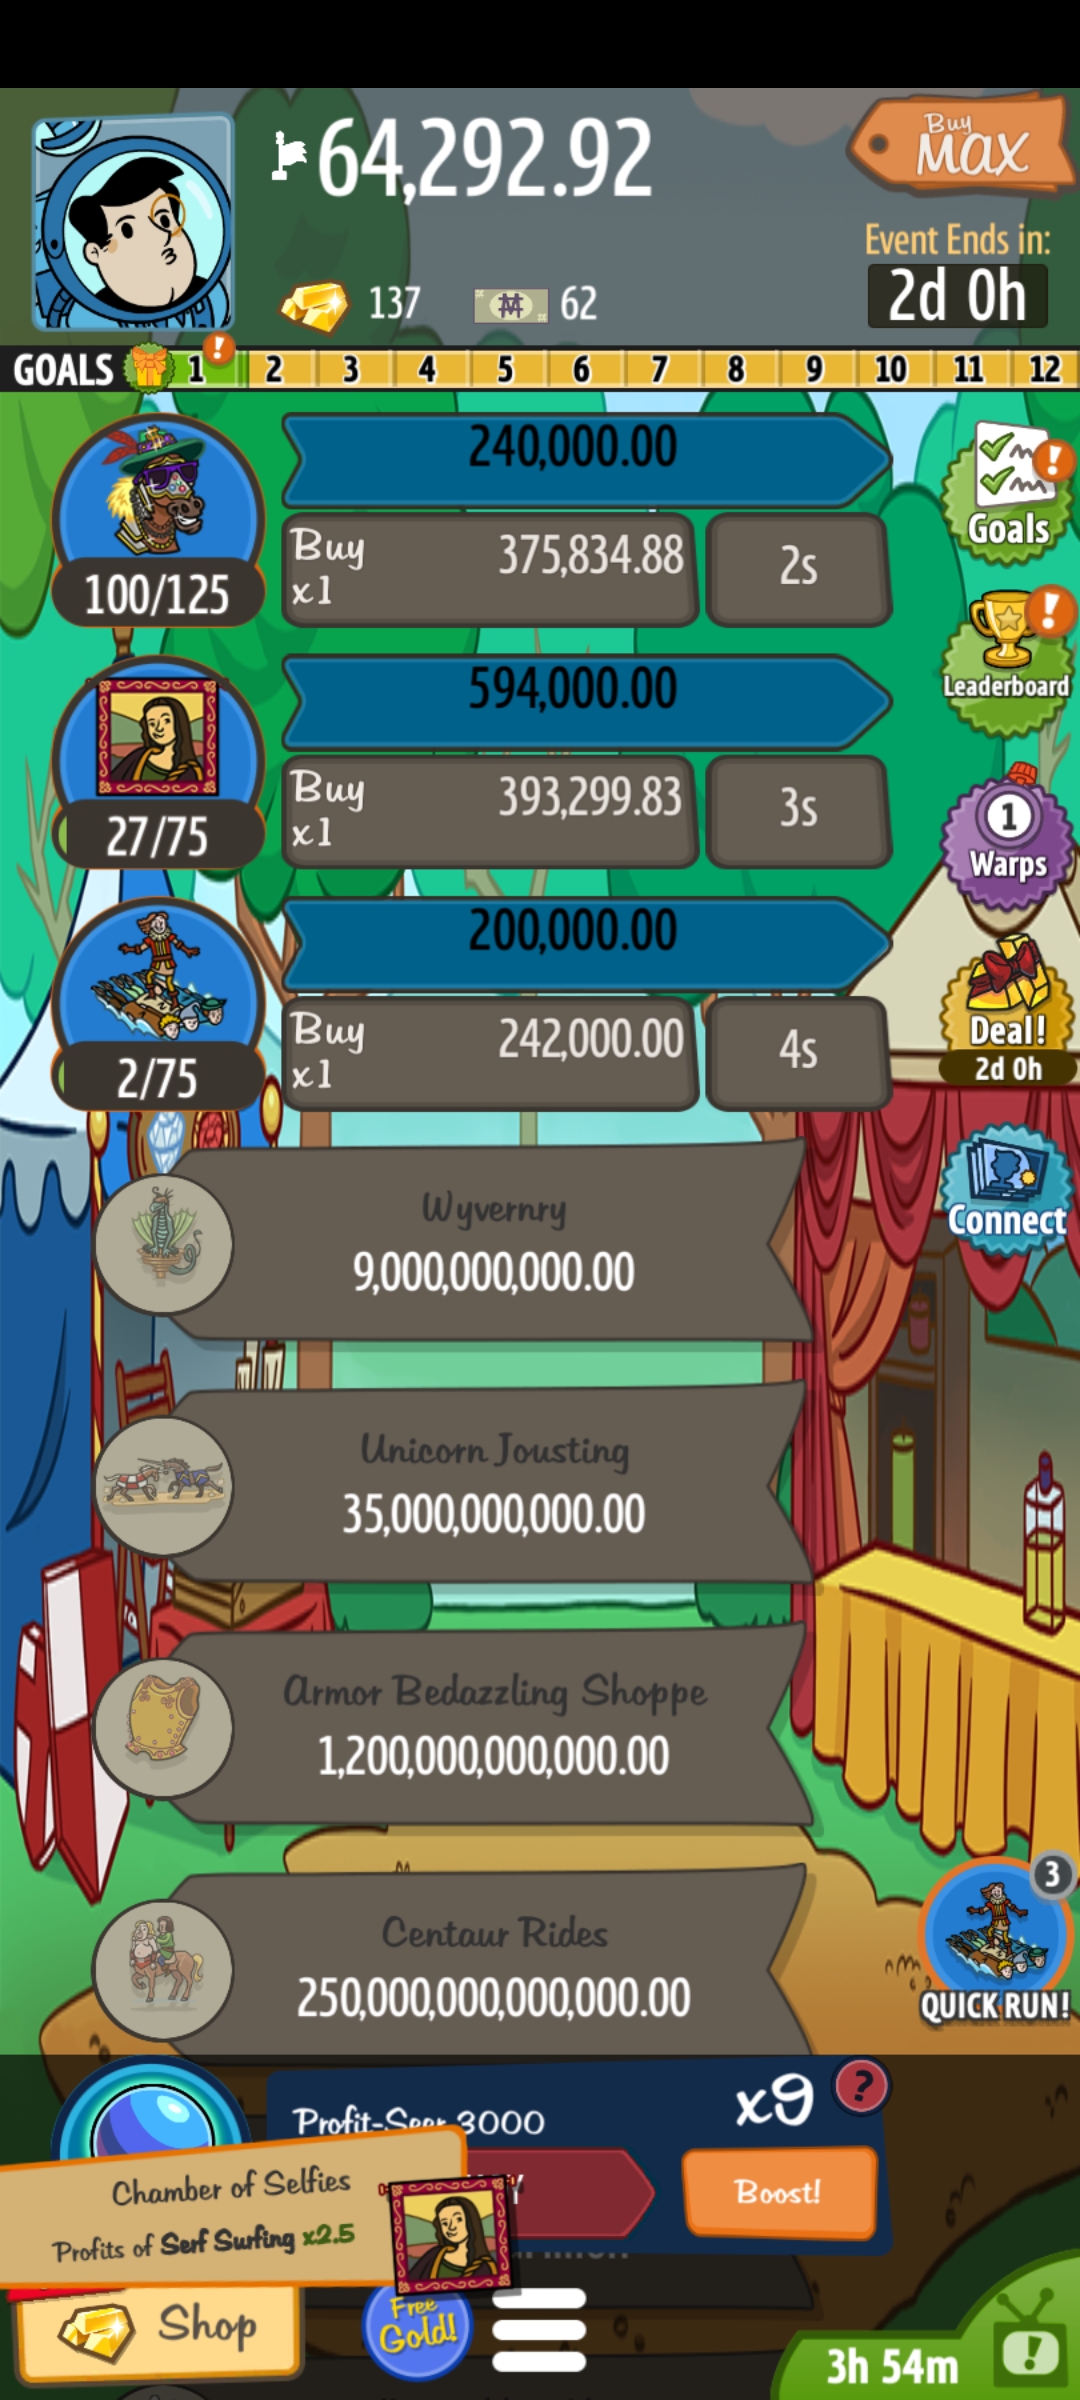 64,292.92
Buy
MAX
137
62
Event Ends in:
2d 0h
GOALS 1 ! 2 3 4 5 6 7 8 9 10 11 12
240,000.00
Buy
x1
375,834.88
2s
100/125
!
Goals
594,000.00
Buy
x1
393,299.83
3s
27/75
!
Leaderboard
1
Warps
200,000.00
Buy
x1
242,000.00
4s
2/75
Deal!
2d 0h
Connect
Wyvernry
9,000,000,000.00
Unicorn Jousting
35,000,000,000.00
Armor Bedazzling Shoppe
1,200,000,000,000.00
Centaur Rides
250,000,000,000,000.00
3
QUICK RUN!
Profit-Seer 3000
x9
?
Boost!
Chamber of Selfies
Profits of Serf Surfing x2.5
Shop
Free
Gold!
3h 54m
!